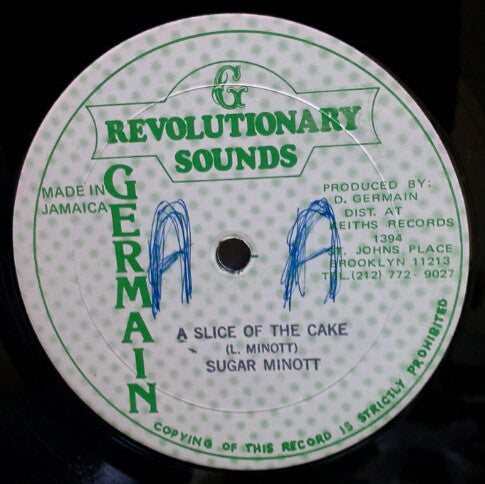 G
REVOLUTIONARY
SOUNDS
GERMAIN
MADE IN
JAMAICA
PRODUCED BY:
D. GERMAIN
DIST. AT
KEITHS RECORDS
1394
ST. JOHNS PLACE
BROOKLYN 11213
TEL.(212) 772-9027
A A
A SLICE OF THE CAKE
(L. MINOTT)
SUGAR MINOTT
COPYING OF THIS RECORD IS STRICTLY PROHIBITED